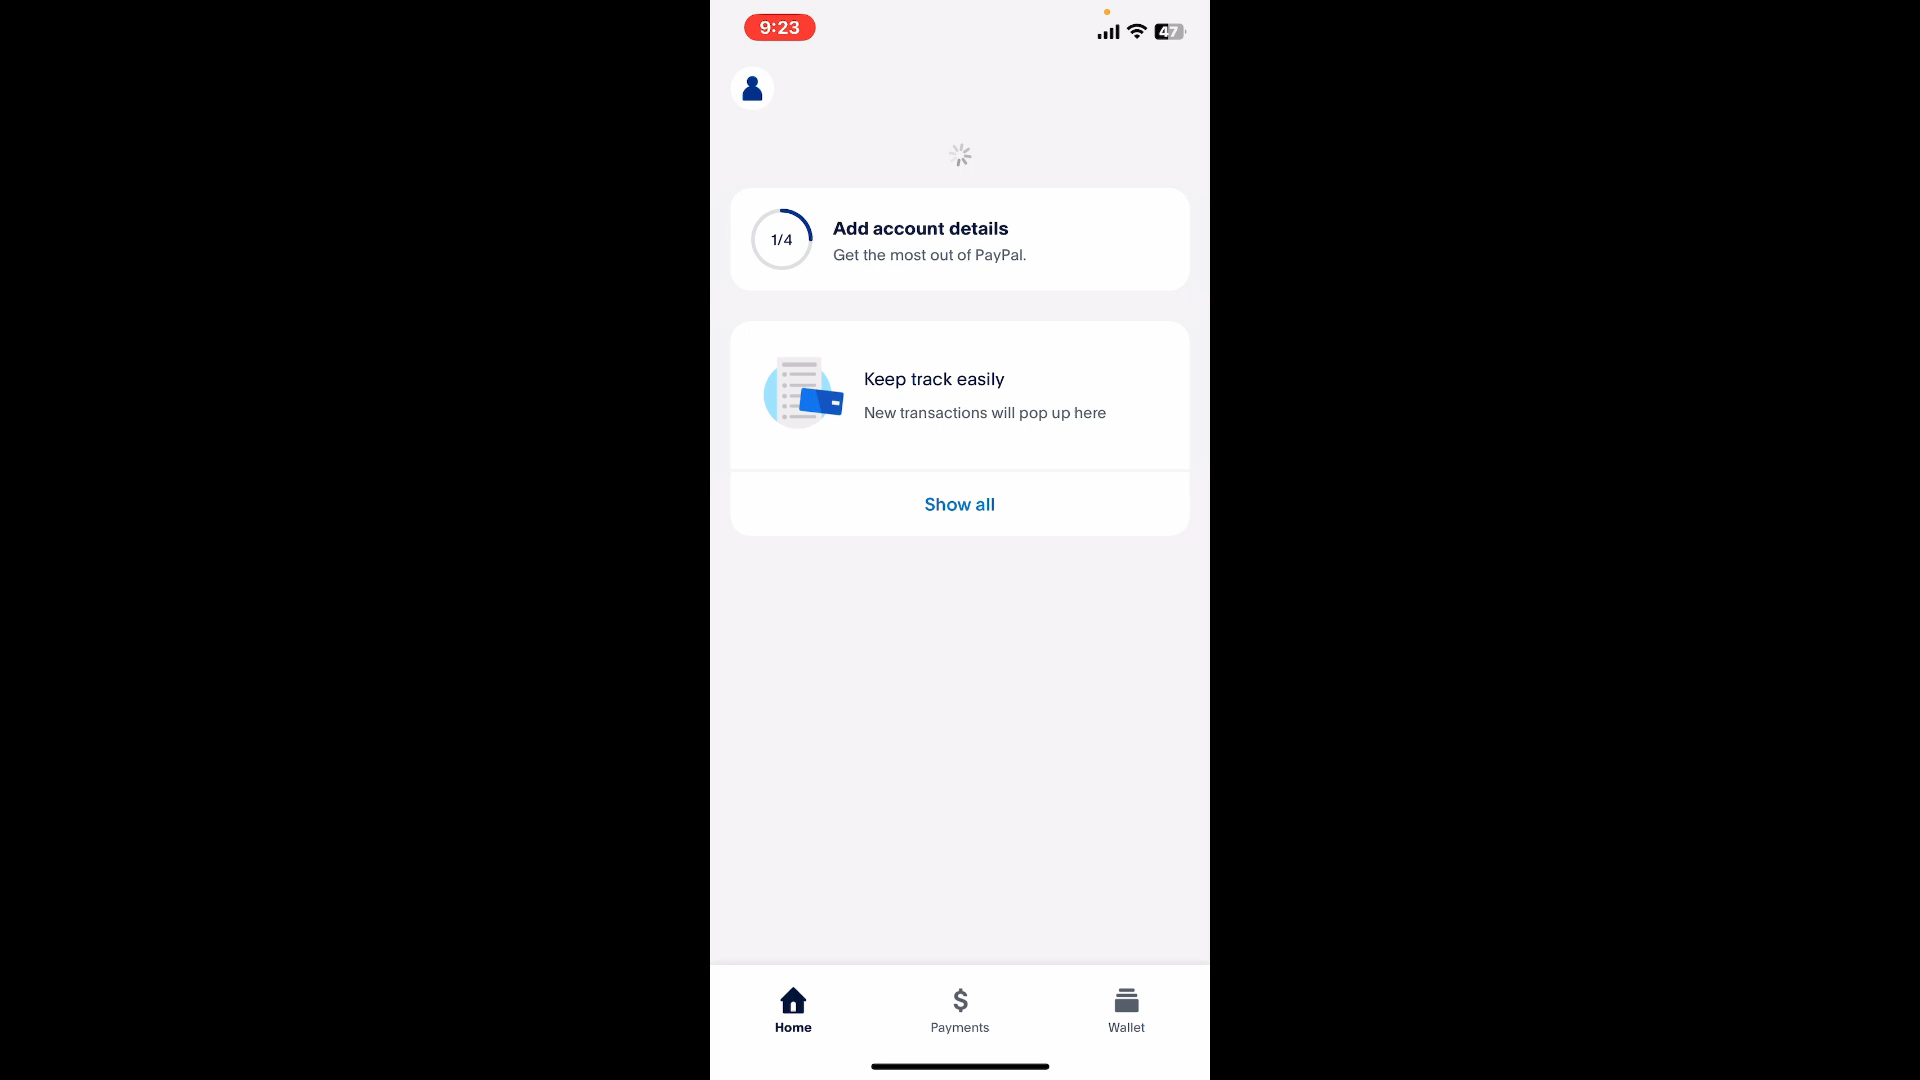 9:23
47
1/4
Add account details
Get the most out of PayPal.
Keep track easily
New transactions will pop up here
Show all
Home
Payments
Wallet